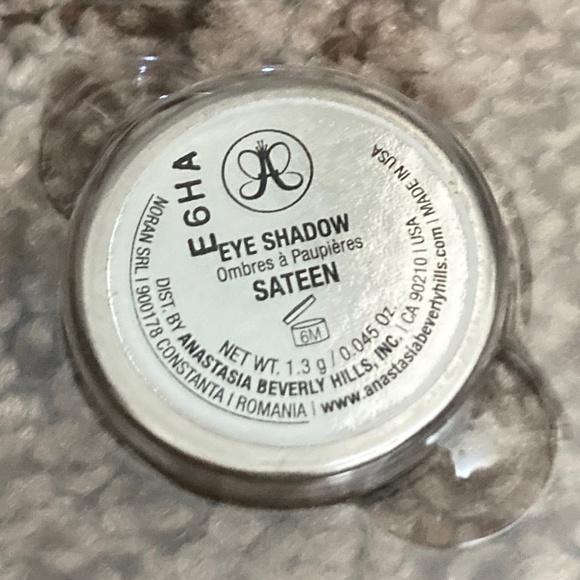 E6HA
EYE SHADOW
Ombres à Paupières
SATEEN
6M
NET WT. 1.3 g / 0.045 Oz.
DIST. BY ANASTASIA BEVERLY HILLS, INC. | CA 90210 | USA
NORAN SRL | 900178 CONSTANTA | ROMANIA | www.anastasiabeverlyhills.com | MADE IN USA